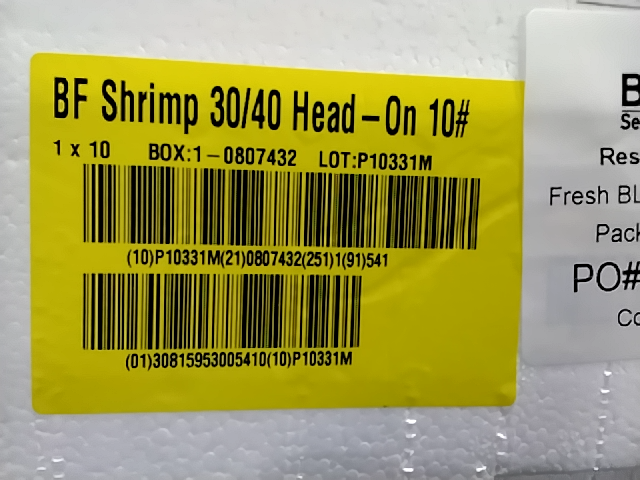 BF Shrimp 30/40 Head-On 10#
1 x 10 BOX:1-0807432 LOT:P10331M
(10)P10331M(21)0807432(251)1(91)541
(01)30815953005410(10)P10331M
B
Se
Res
Fresh BL
Pack
PO#
Co